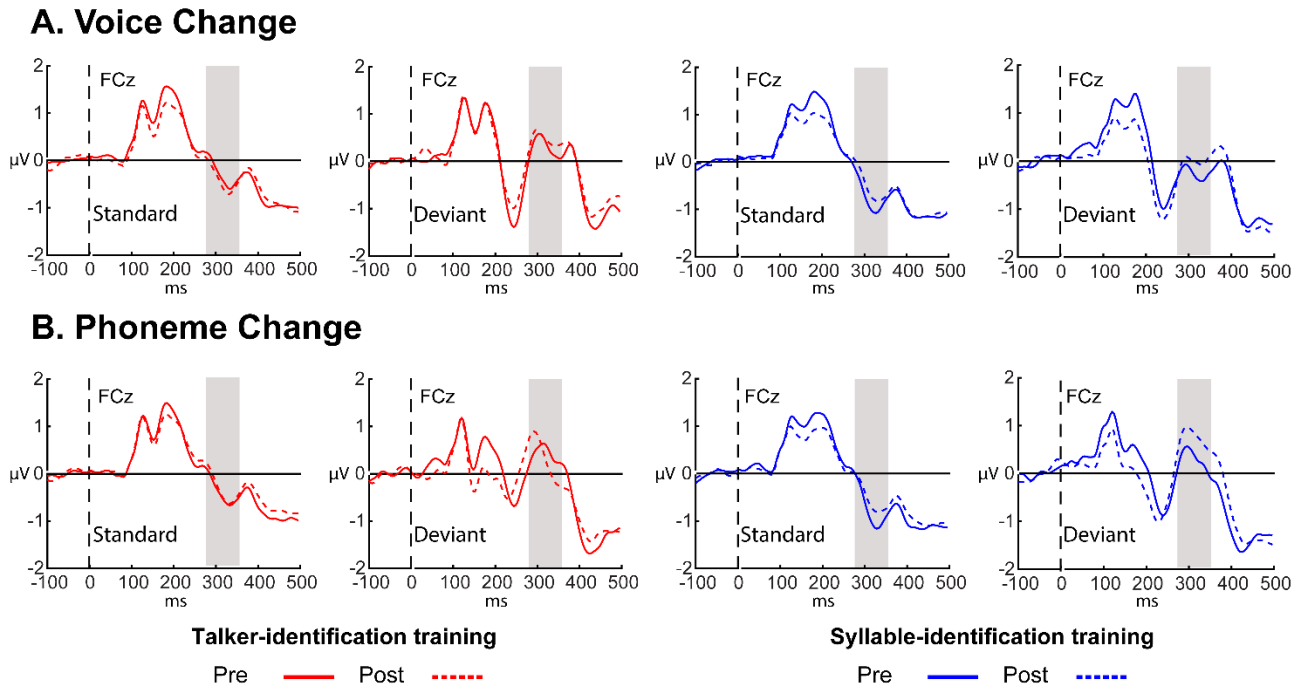 A. Voice Change
2
1
µV 0
-1
-2
FCz
Standard
-100 0 100 200 300 400 500
ms
2
1
µV 0
-1
-2
FCz
Deviant
-100 0 100 200 300 400 500
ms
2
1
µV 0
-1
-2
FCz
Standard
-100 0 100 200 300 400 500
ms
2
1
µV 0
-1
-2
FCz
Deviant
-100 0 100 200 300 400 500
ms
B. Phoneme Change
2
1
µV 0
-1
-2
FCz
Standard
-100 0 100 200 300 400 500
ms
2
1
µV 0
-1
-2
FCz
Deviant
-100 0 100 200 300 400 500
ms
2
1
µV 0
-1
-2
FCz
Standard
-100 0 100 200 300 400 500
ms
2
1
µV 0
-1
-2
FCz
Deviant
-100 0 100 200 300 400 500
ms
Talker-identification training
Pre Post
Syllable-identification training
Pre Post